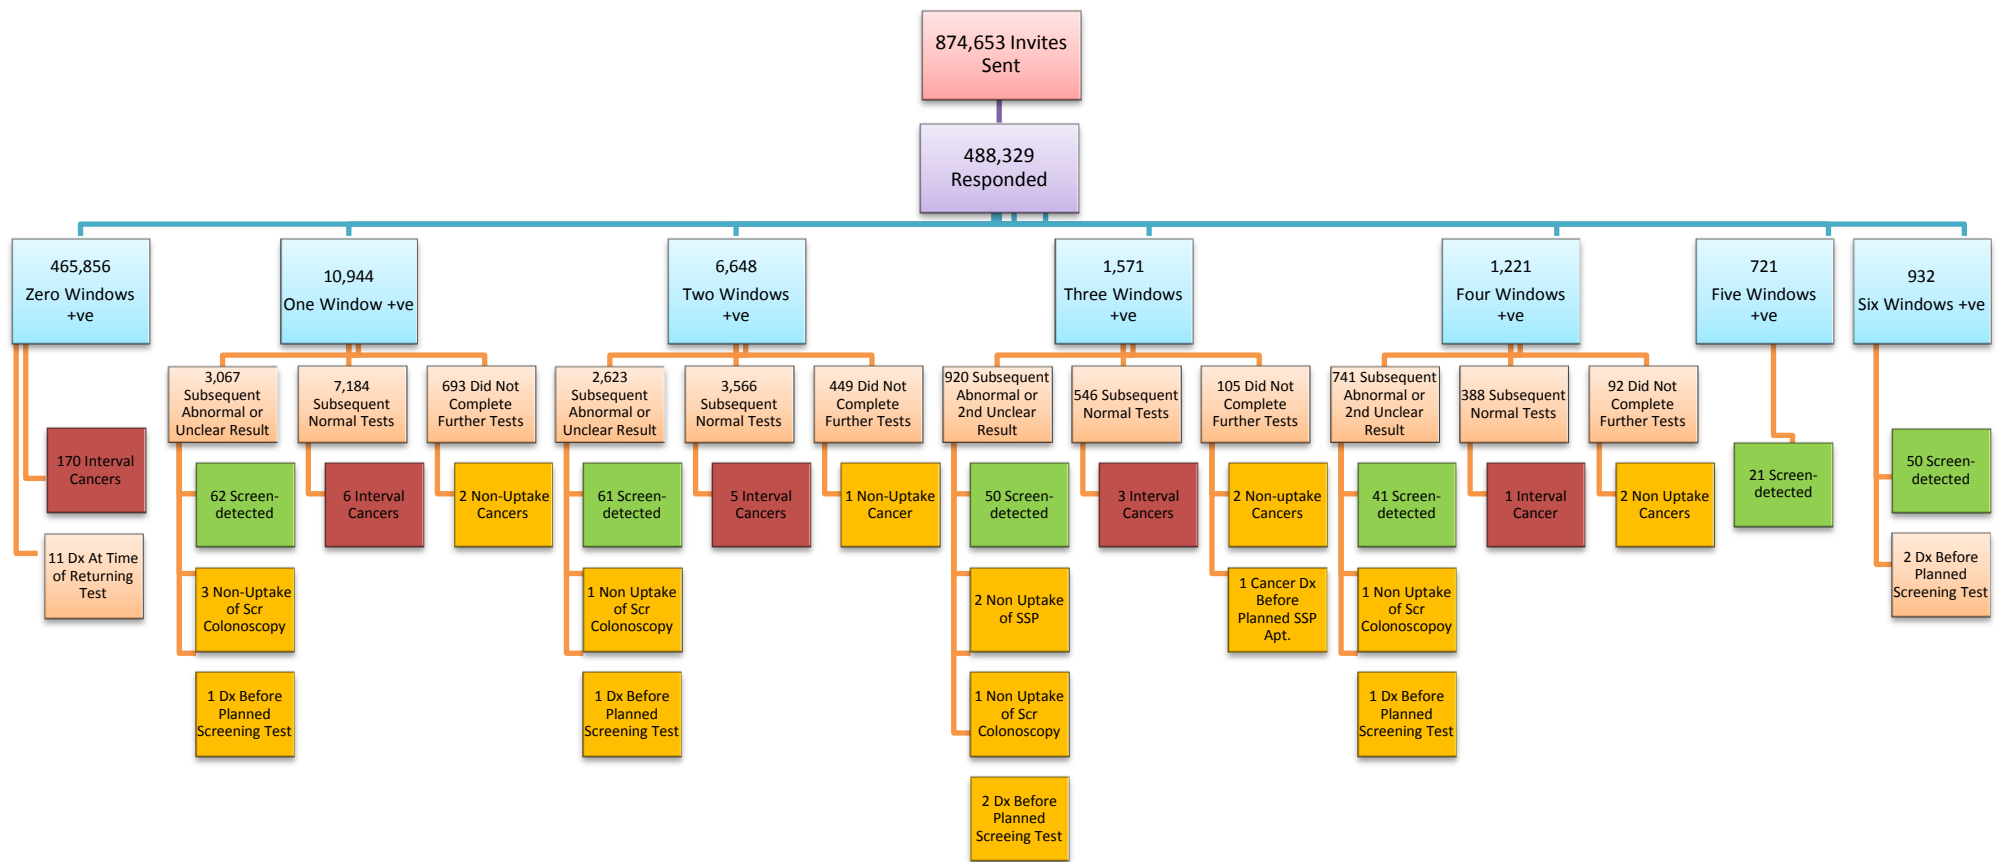 874,653 Invites
Sent
488,329
Responded
465,856
Zero Windows
+ve
10,944
One Window +ve
6,648
Two Windows
+ve
1,571
Three Windows
+ve
1,221
Four Windows
+ve
721
Five Windows
+ve
932
Six Windows +ve
3,067
Subsequent
Abnormal or
Unclear Result
7,184
Subsequent
Normal Tests
693 Did Not
Complete
Further Tests
2,623
Subsequent
Abnormal or
Unclear Result
3,566
Subsequent
Normal Tests
449 Did Not
Complete
Further Tests
920 Subsequent
Abnormal or
2nd Unclear
Result
546 Subsequent
Normal Tests
105 Did Not
Complete
Further Tests
741 Subsequent
Abnormal or
2nd Unclear
Result
388 Subsequent
Normal Tests
92 Did Not
Complete
Further Tests
170 Interval
Cancers
62 Screen-
detected
6 Interval
Cancers
2 Non-Uptake
Cancers
61 Screen-
detected
5 Interval
Cancers
1 Non-Uptake
Cancer
50 Screen-
detected
3 Interval
Cancers
2 Non-uptake
Cancers
41 Screen-
detected
1 Interval
Cancer
2 Non Uptake
Cancers
21 Screen-
detected
50 Screen-
detected
11 Dx At Time
of Returning
Test
3 Non-Uptake
of Scr
Colonoscopy
1 Non Uptake
of Scr
Colonoscopy
2 Non Uptake
of SSP
1 Cancer Dx
Before
Planned SSP
Apt.
1 Non Uptake
of Scr
Colonoscopoy
2 Dx Before
Planned
Screening Test
1 Dx Before
Planned
Screening Test
1 Dx Before
Planned
Screening Test
1 Non Uptake
of Scr
Colonoscopy
1 Dx Before
Planned
Screening Test
2 Dx Before
Planned
Screeing Test